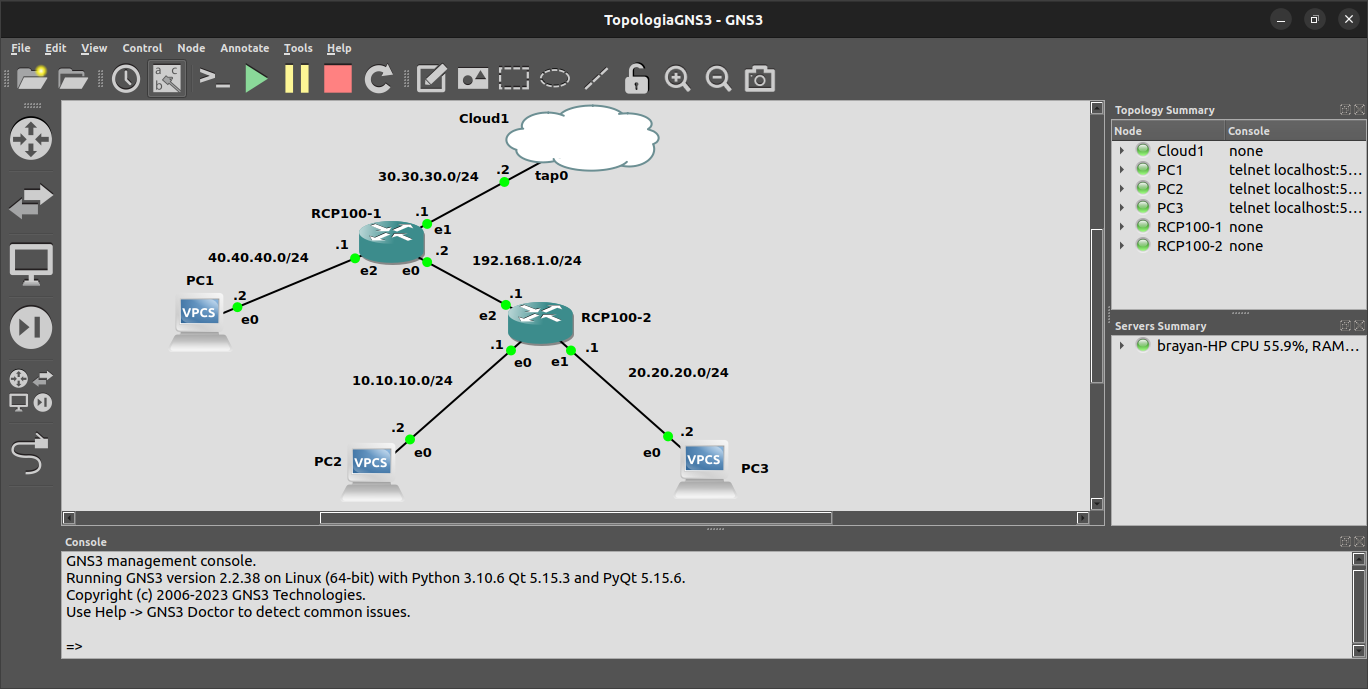 TopologiaGNS3 - GNS3
File Edit View Control Node Annotate Tools Help
a c
b
>_
Cloud1
.2
tap0
30.30.30.0/24
RCP100-1
.1
e1
.1
.2
40.40.40.0/24
e2
e0
192.168.1.0/24
PC1
.2
VPCS
e0
.1
e2
RCP100-2
.1
.1
e0
e1
10.10.10.0/24
20.20.20.0/24
.2
.2
e0
e0
PC2
VPCS
VPCS
PC3
Topology Summary
Node Console
Cloud1 none
PC1 telnet localhost:5...
PC2 telnet localhost:5...
PC3 telnet localhost:5...
RCP100-1 none
RCP100-2 none
Servers Summary
brayan-HP CPU 55.9%, RAM...
Console
GNS3 management console.
Running GNS3 version 2.2.38 on Linux (64-bit) with Python 3.10.6 Qt 5.15.3 and PyQt 5.15.6.
Copyright (c) 2006-2023 GNS3 Technologies.
Use Help -> GNS3 Doctor to detect common issues.
=>